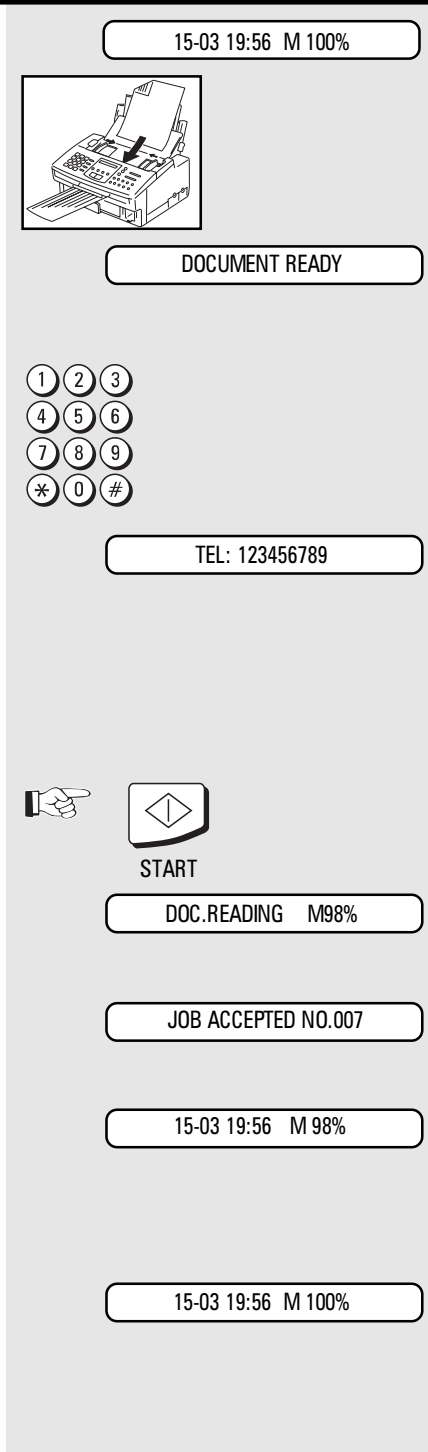 15-03 19:56 M 100%
DOCUMENT READY
1 2 3
4 5 6
7 8 9
* 0 #
TEL: 123456789
START
DOC.READING M98%
JOB ACCEPTED NO.007
15-03 19:56 M 98%
15-03 19:56 M 100%